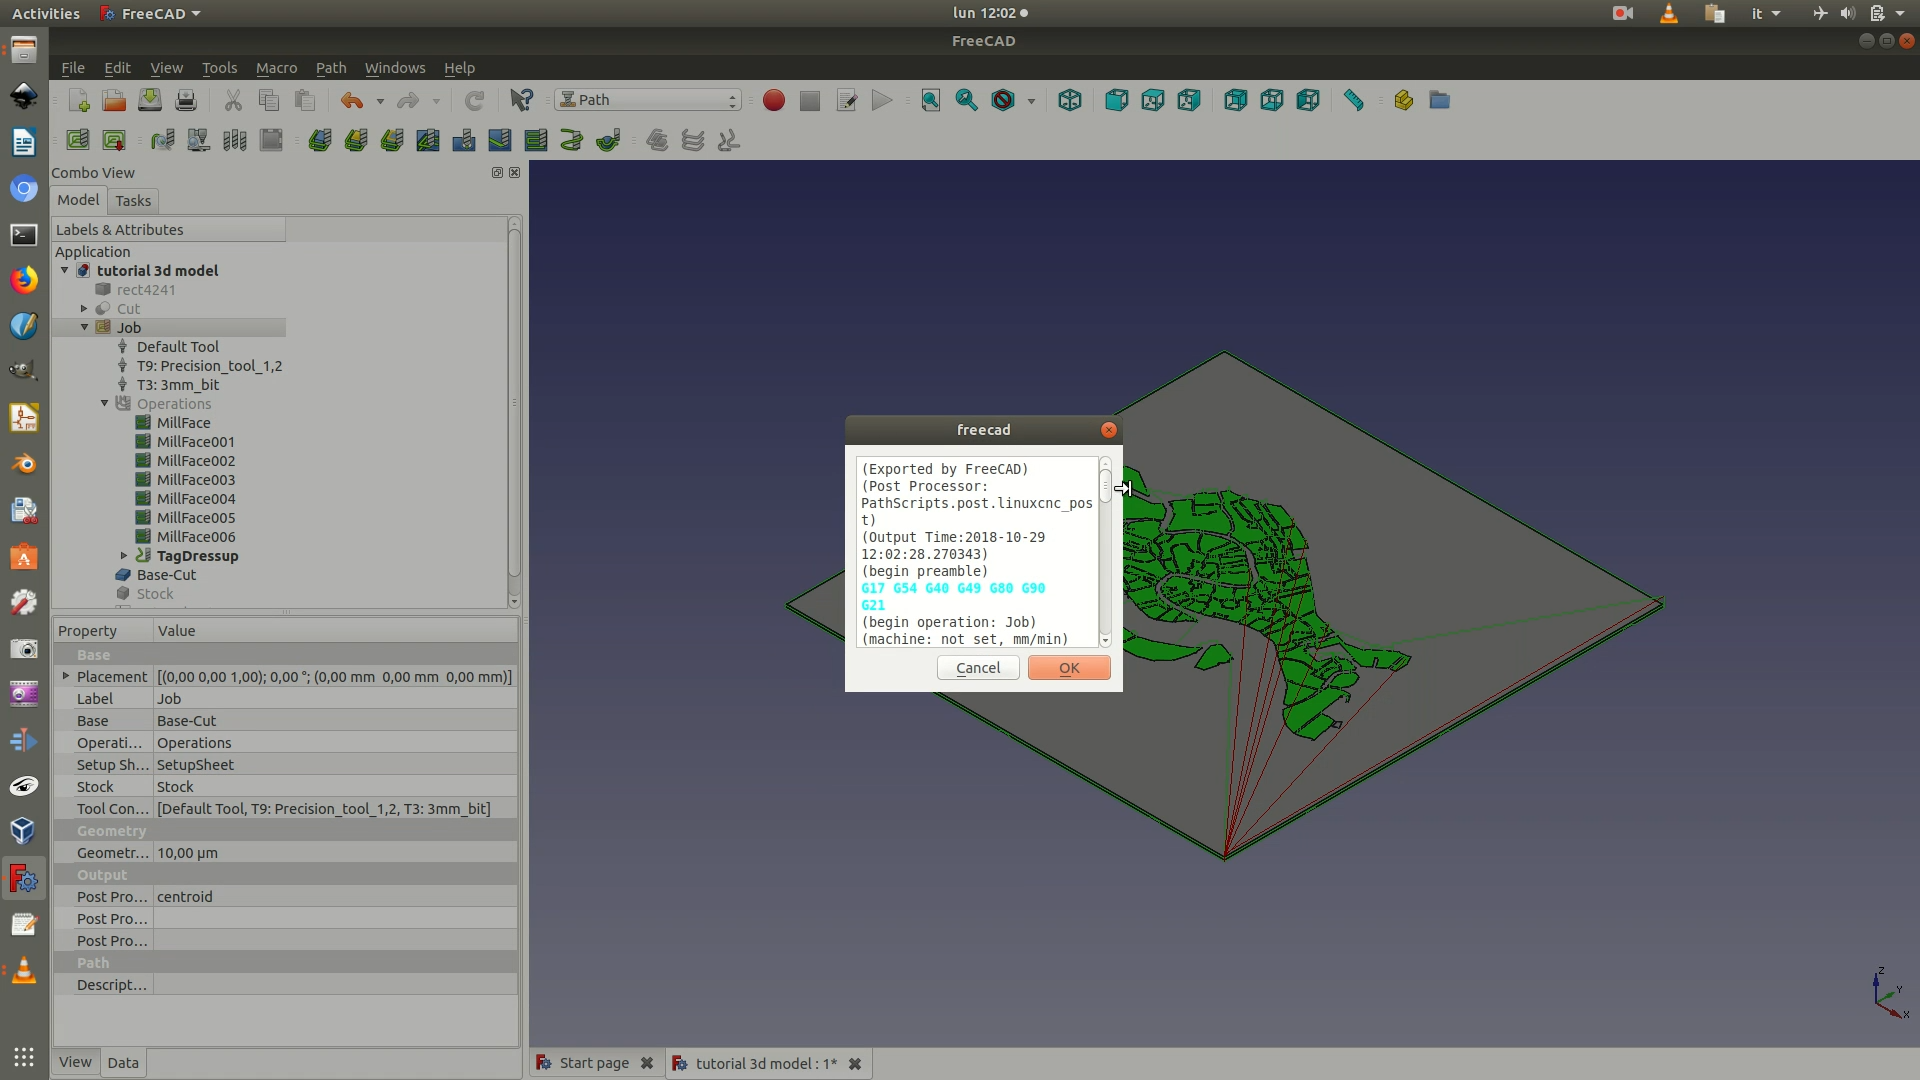 Activities FreeCAD lun 12:02 it
FreeCAD
File Edit View Tools Macro Path Windows Help
Path
Combo View
Model Tasks
Labels & Attributes
Application
tutorial 3d model
rect4241
Cut
Job
Default Tool
T9: Precision_tool_1,2
T3: 3mm_bit
Operations
MillFace
MillFace001
MillFace002
MillFace003
MillFace004
MillFace005
MillFace006
TagDressup
Base-Cut
Stock
Property Value
Base
Placement [(0,00 0,00 1,00); 0,00 °; (0,00 mm 0,00 mm 0,00 mm)]
Label Job
Base Base-Cut
Operati... Operations
Setup Sh... SetupSheet
Stock Stock
Tool Con... [Default Tool, T9: Precision_tool_1,2, T3: 3mm_bit]
Geometry
Geometr... 10,00 µm
Output
Post Pro... centroid
Post Pro...
Post Pro...
Path
Descript...
View Data
freecad
(Exported by FreeCAD)
(Post Processor:
PathScripts.post.linuxcnc_pos
t)
(Output Time:2018-10-29
12:02:28.270343)
(begin preamble)
G17 G54 G40 G49 G80 G90
G21
(begin operation: Job)
(machine: not set, mm/min)
Cancel OK
Z
Y
X
Start page tutorial 3d model : 1*